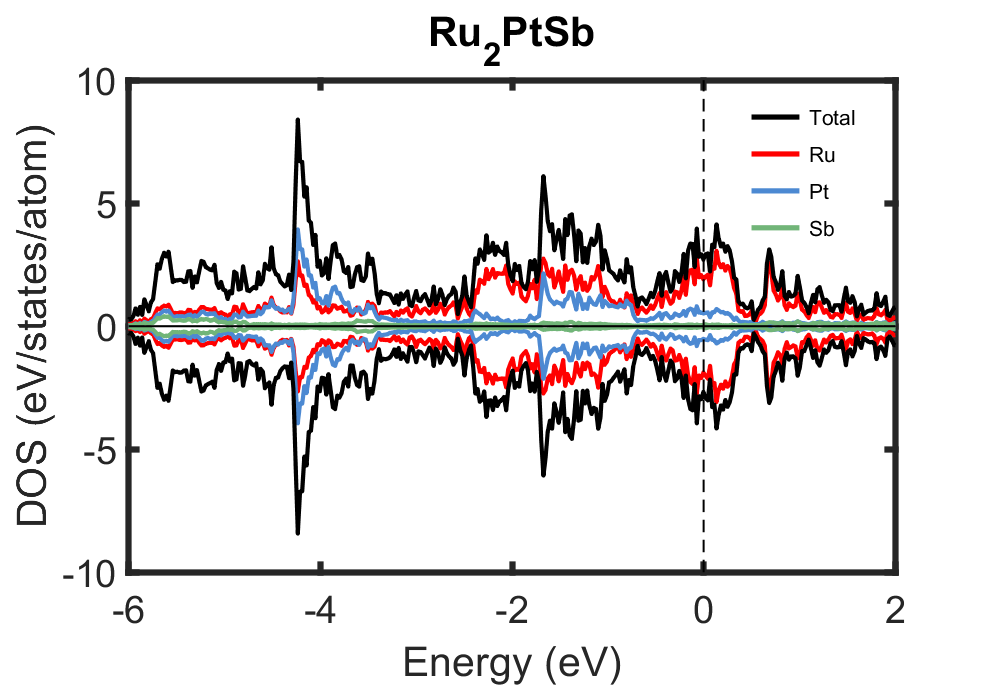 Ru2PtSb
10
5
0
-5
-10
DOS (eV/states/atom)
Total
Ru
Pt
Sb
-6
-4
-2
0
2
Energy (eV)